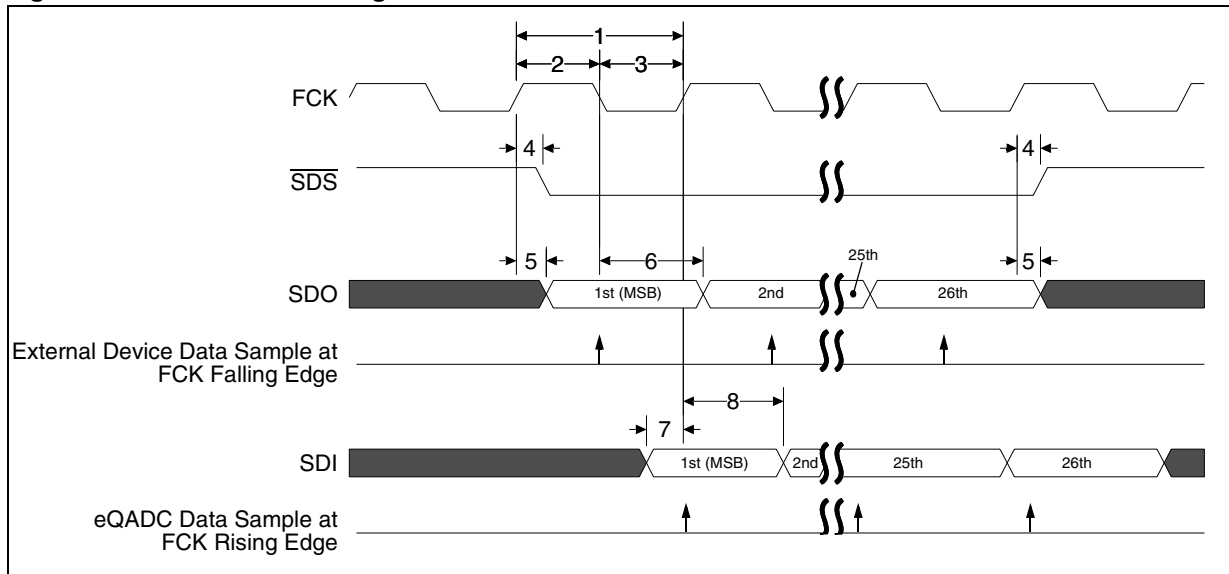 1
2 3
FCK
4 4
SDS
5 6 25th 5
SDO 1st (MSB) 2nd 26th
External Device Data Sample at
FCK Falling Edge
8
7
SDI 1st (MSB) 2nd 25th 26th
eQADC Data Sample at
FCK Rising Edge